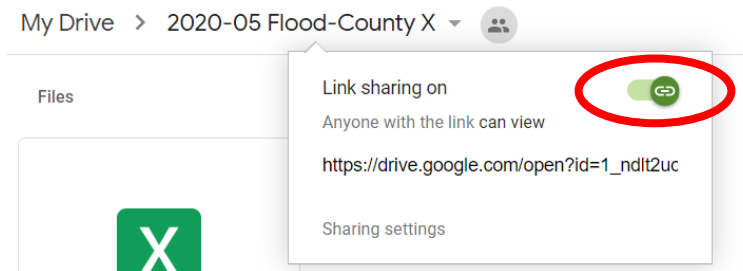 My Drive > 2020-05 Flood-County X
Files
Link sharing on
Anyone with the link can view
https://drive.google.com/open?id=1_ndlt2uc
Sharing settings
X